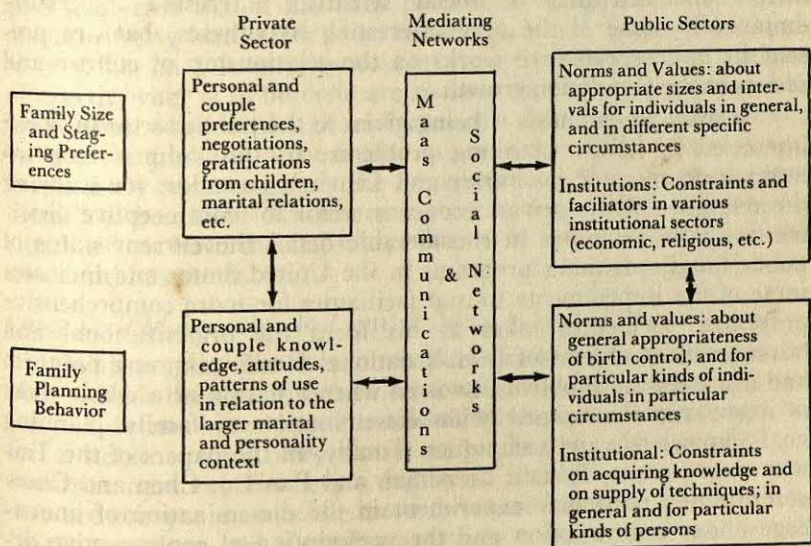 Private
Sector
Mediating
Networks
Public Sectors
Family Size
and Stag-
ing Prefer-
ences
Personal and
couple
preferences,
negotiations,
gratifications
from children,
marital relations,
etc.
Maas Communications
&
Social Networks
Norms and Values: about
appropriate sizes and inter-
vals for individuals in general,
and in different specific
circumstances
Institutions: Constraints and
faciliators in various
institutional sectors
(economic, religious, etc.)
Family
Planning
Behavior
Personal and
couple knowl-
edge, attitudes,
patterns of use
in relation to the
larger marital
and personality
context
Norms and values: about
general appropriateness
of birth control, and for
particular kinds of indi-
viduals in particular
circumstances
Institutional: Constraints
on acquiring knowledge and
on supply of techniques; in
general and for particular
kinds of persons